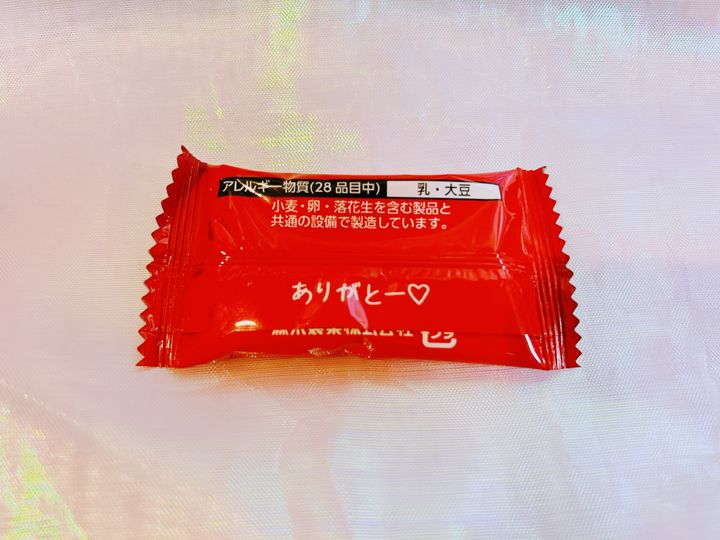 アレルギー物質(28品目中) 乳・大豆
小麦・卵・落花生を含む製品と
共通の設備で製造しています。
ありがとー♡
プラ